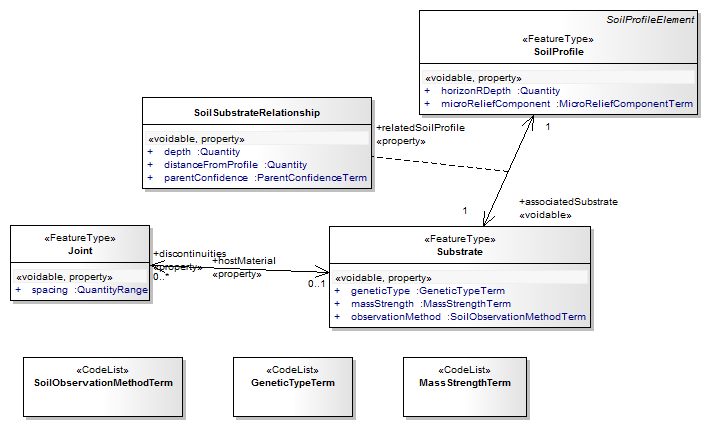 SoilProfileElement
«FeatureType»
SoilProfile
«voidable, property»
+ horizonRDepth :Quantity
+ microReliefComponent :MicroReliefComponentTerm
SoilSubstrateRelationship
«voidable, property»
+ depth :Quantity
+ distanceFromProfile :Quantity
+ parentConfidence :ParentConfidenceTerm
+relatedSoilProfile
«property»
1
1
+associatedSubstrate
«voidable»
«FeatureType»
Joint
«voidable, property»
+ spacing :QuantityRange
+discontinuities
«property»
0..*
+hostMaterial
«property»
0..1
«FeatureType»
Substrate
«voidable, property»
+ geneticType :GeneticTypeTerm
+ massStrength :MassStrengthTerm
+ observationMethod :SoilObservationMethodTerm
«CodeList»
SoilObservationMethodTerm
«CodeList»
GeneticTypeTerm
«CodeList»
MassStrengthTerm